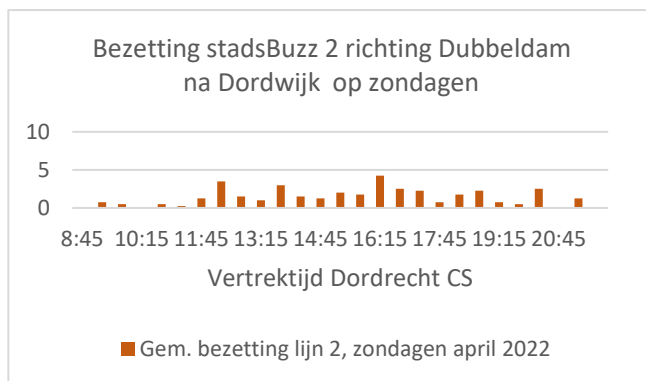 Bezetting stadsBuzz 2 richting Dubbeldam
na Dordwijk op zondagen
10
5
0
8:45 10:15 11:45 13:15 14:45 16:15 17:45 19:15 20:45
Vertrektijd Dordrecht CS
Gem. bezetting lijn 2, zondagen april 2022